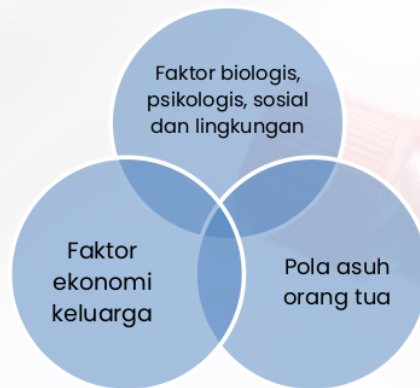 Faktor biologis,
psikologis, sosial
dan lingkungan
Faktor
ekonomi
keluarga
Pola asuh
orang tua